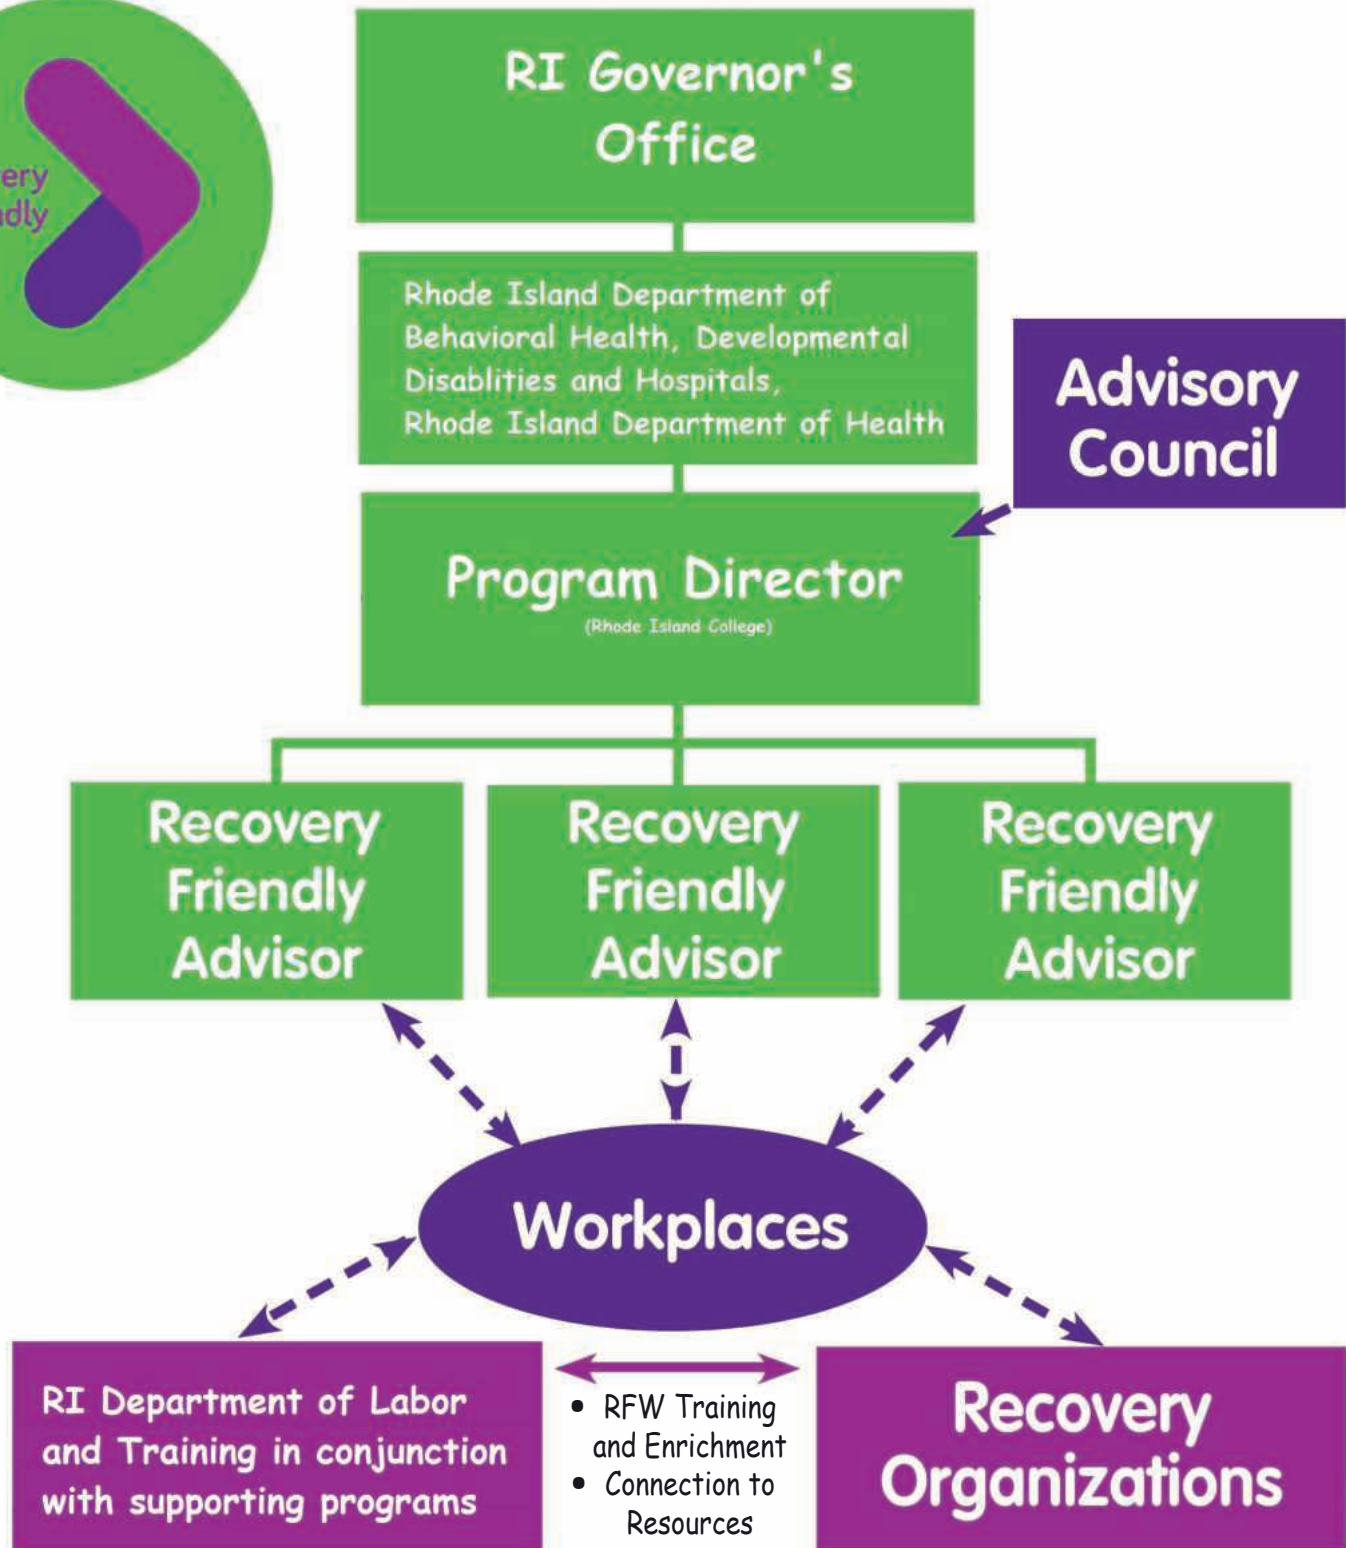 ery
dly
RI Governor's
Office
Rhode Island Department of
Behavioral Health, Developmental
Disablities and Hospitals,
Rhode Island Department of Health
Advisory
Council
Program Director
(Rhode Island College)
Recovery
Friendly
Advisor
Recovery
Friendly
Advisor
Recovery
Friendly
Advisor
Workplaces
RI Department of Labor
and Training in conjunction
with supporting programs
• RFW Training
and Enrichment
• Connection to
Resources
Recovery
Organizations